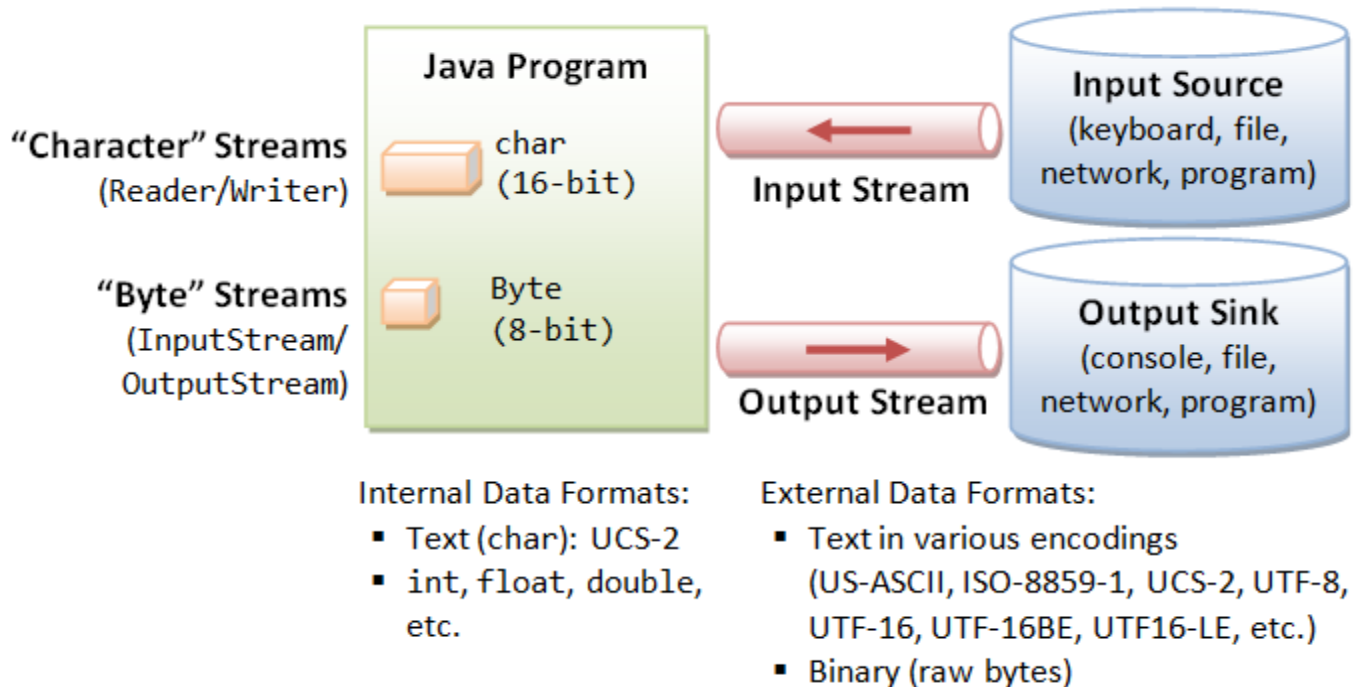 Java Program
“Character” Streams
(Reader/Writer)
char
(16-bit)
“Byte” Streams
(InputStream/
OutputStream)
Byte
(8-bit)
Input Stream
Output Stream
Input Source
(keyboard, file,
network, program)
Output Sink
(console, file,
network, program)
Internal Data Formats:
▪ Text (char): UCS-2
▪ int, float, double,
etc.
External Data Formats:
▪ Text in various encodings
(US-ASCII, ISO-8859-1, UCS-2, UTF-8,
UTF-16, UTF-16BE, UTF16-LE, etc.)
▪ Binary (raw bytes)